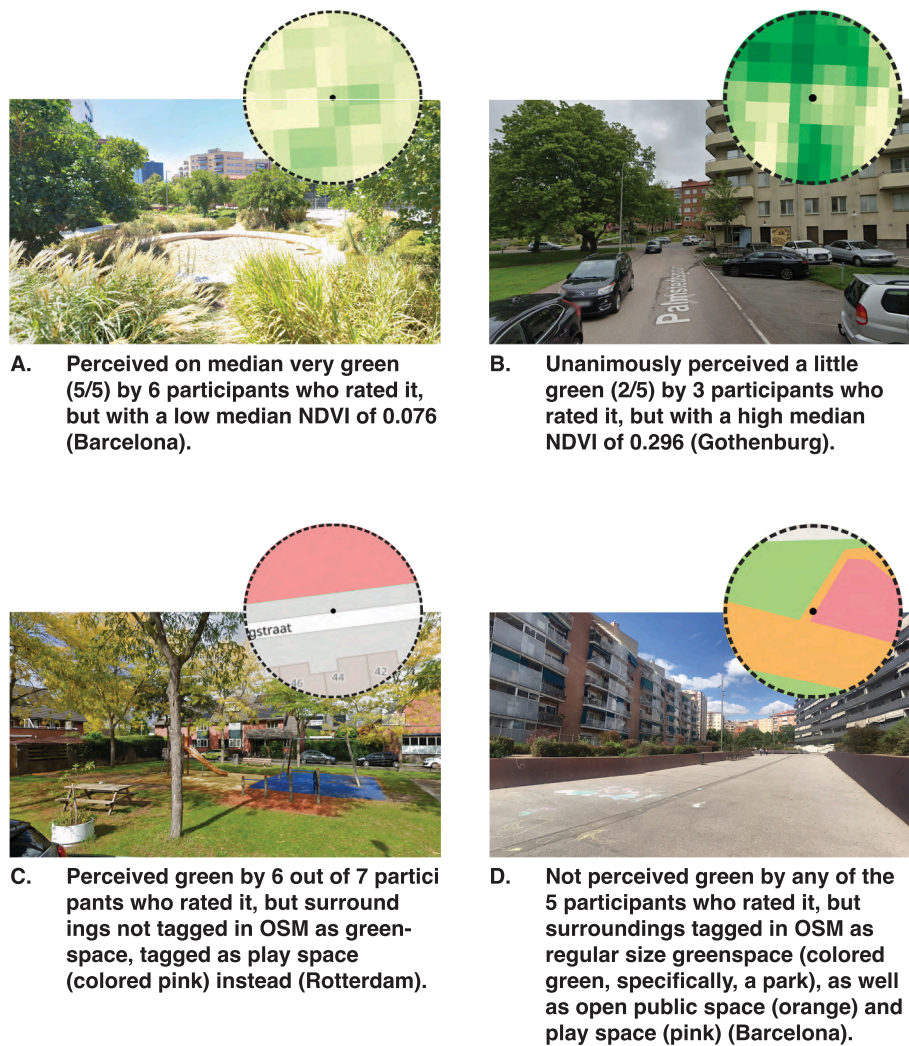 Palmstedtsgatan
A. Perceived on median very green
(5/5) by 6 participants who rated it,
but with a low median NDVI of 0.076
(Barcelona).
B. Unanimously perceived a little
green (2/5) by 3 participants who
rated it, but with a high median
NDVI of 0.296 (Gothenburg).
gstraat
46 44 42
C. Perceived green by 6 out of 7 partici
pants who rated it, but surround
ings not tagged in OSM as green-
space, tagged as play space
(colored pink) instead (Rotterdam).
D. Not perceived green by any of the
5 participants who rated it, but
surroundings tagged in OSM as
regular size greenspace (colored
green, specifically, a park), as well
as open public space (orange) and
play space (pink) (Barcelona).